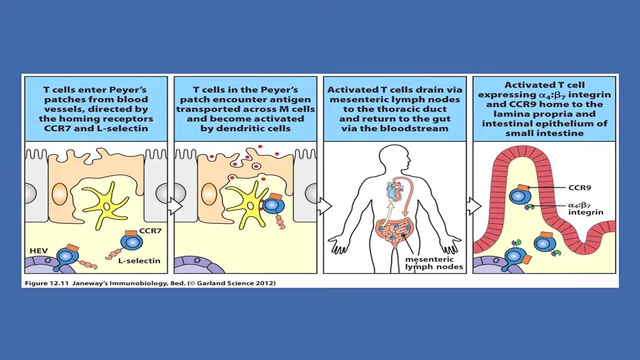 T cells enter Peyer's
patches from blood
vessels, directed by
the homing receptors
CCR7 and L-selectin
T cells in the Peyer's
patch encounter antigen
transported across M cells
and become activated
by dendritic cells
Activated T cells drain via
mesenteric lymph nodes
to the thoracic duct
and return to the gut
via the bloodstream
Activated T cell
expressing α4:β7 integrin
and CCR9 home to the
lamina propria and
intestinal epithelium of
small intestine
HEV
CCR7
L-selectin
mesenteric
lymph nodes
CCR9
α4:β7
integrin
Figure 12.11 Janeway's Immunobiology, 8ed. (© Garland Science 2012)